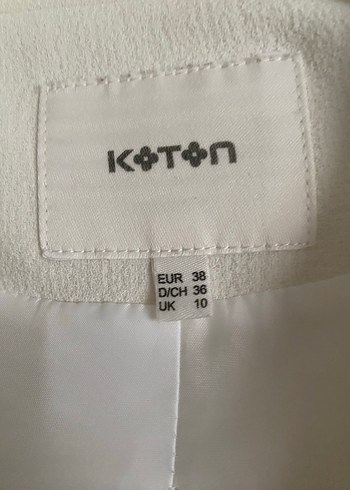 KOTON
EUR 38
D/CH 36
UK 10